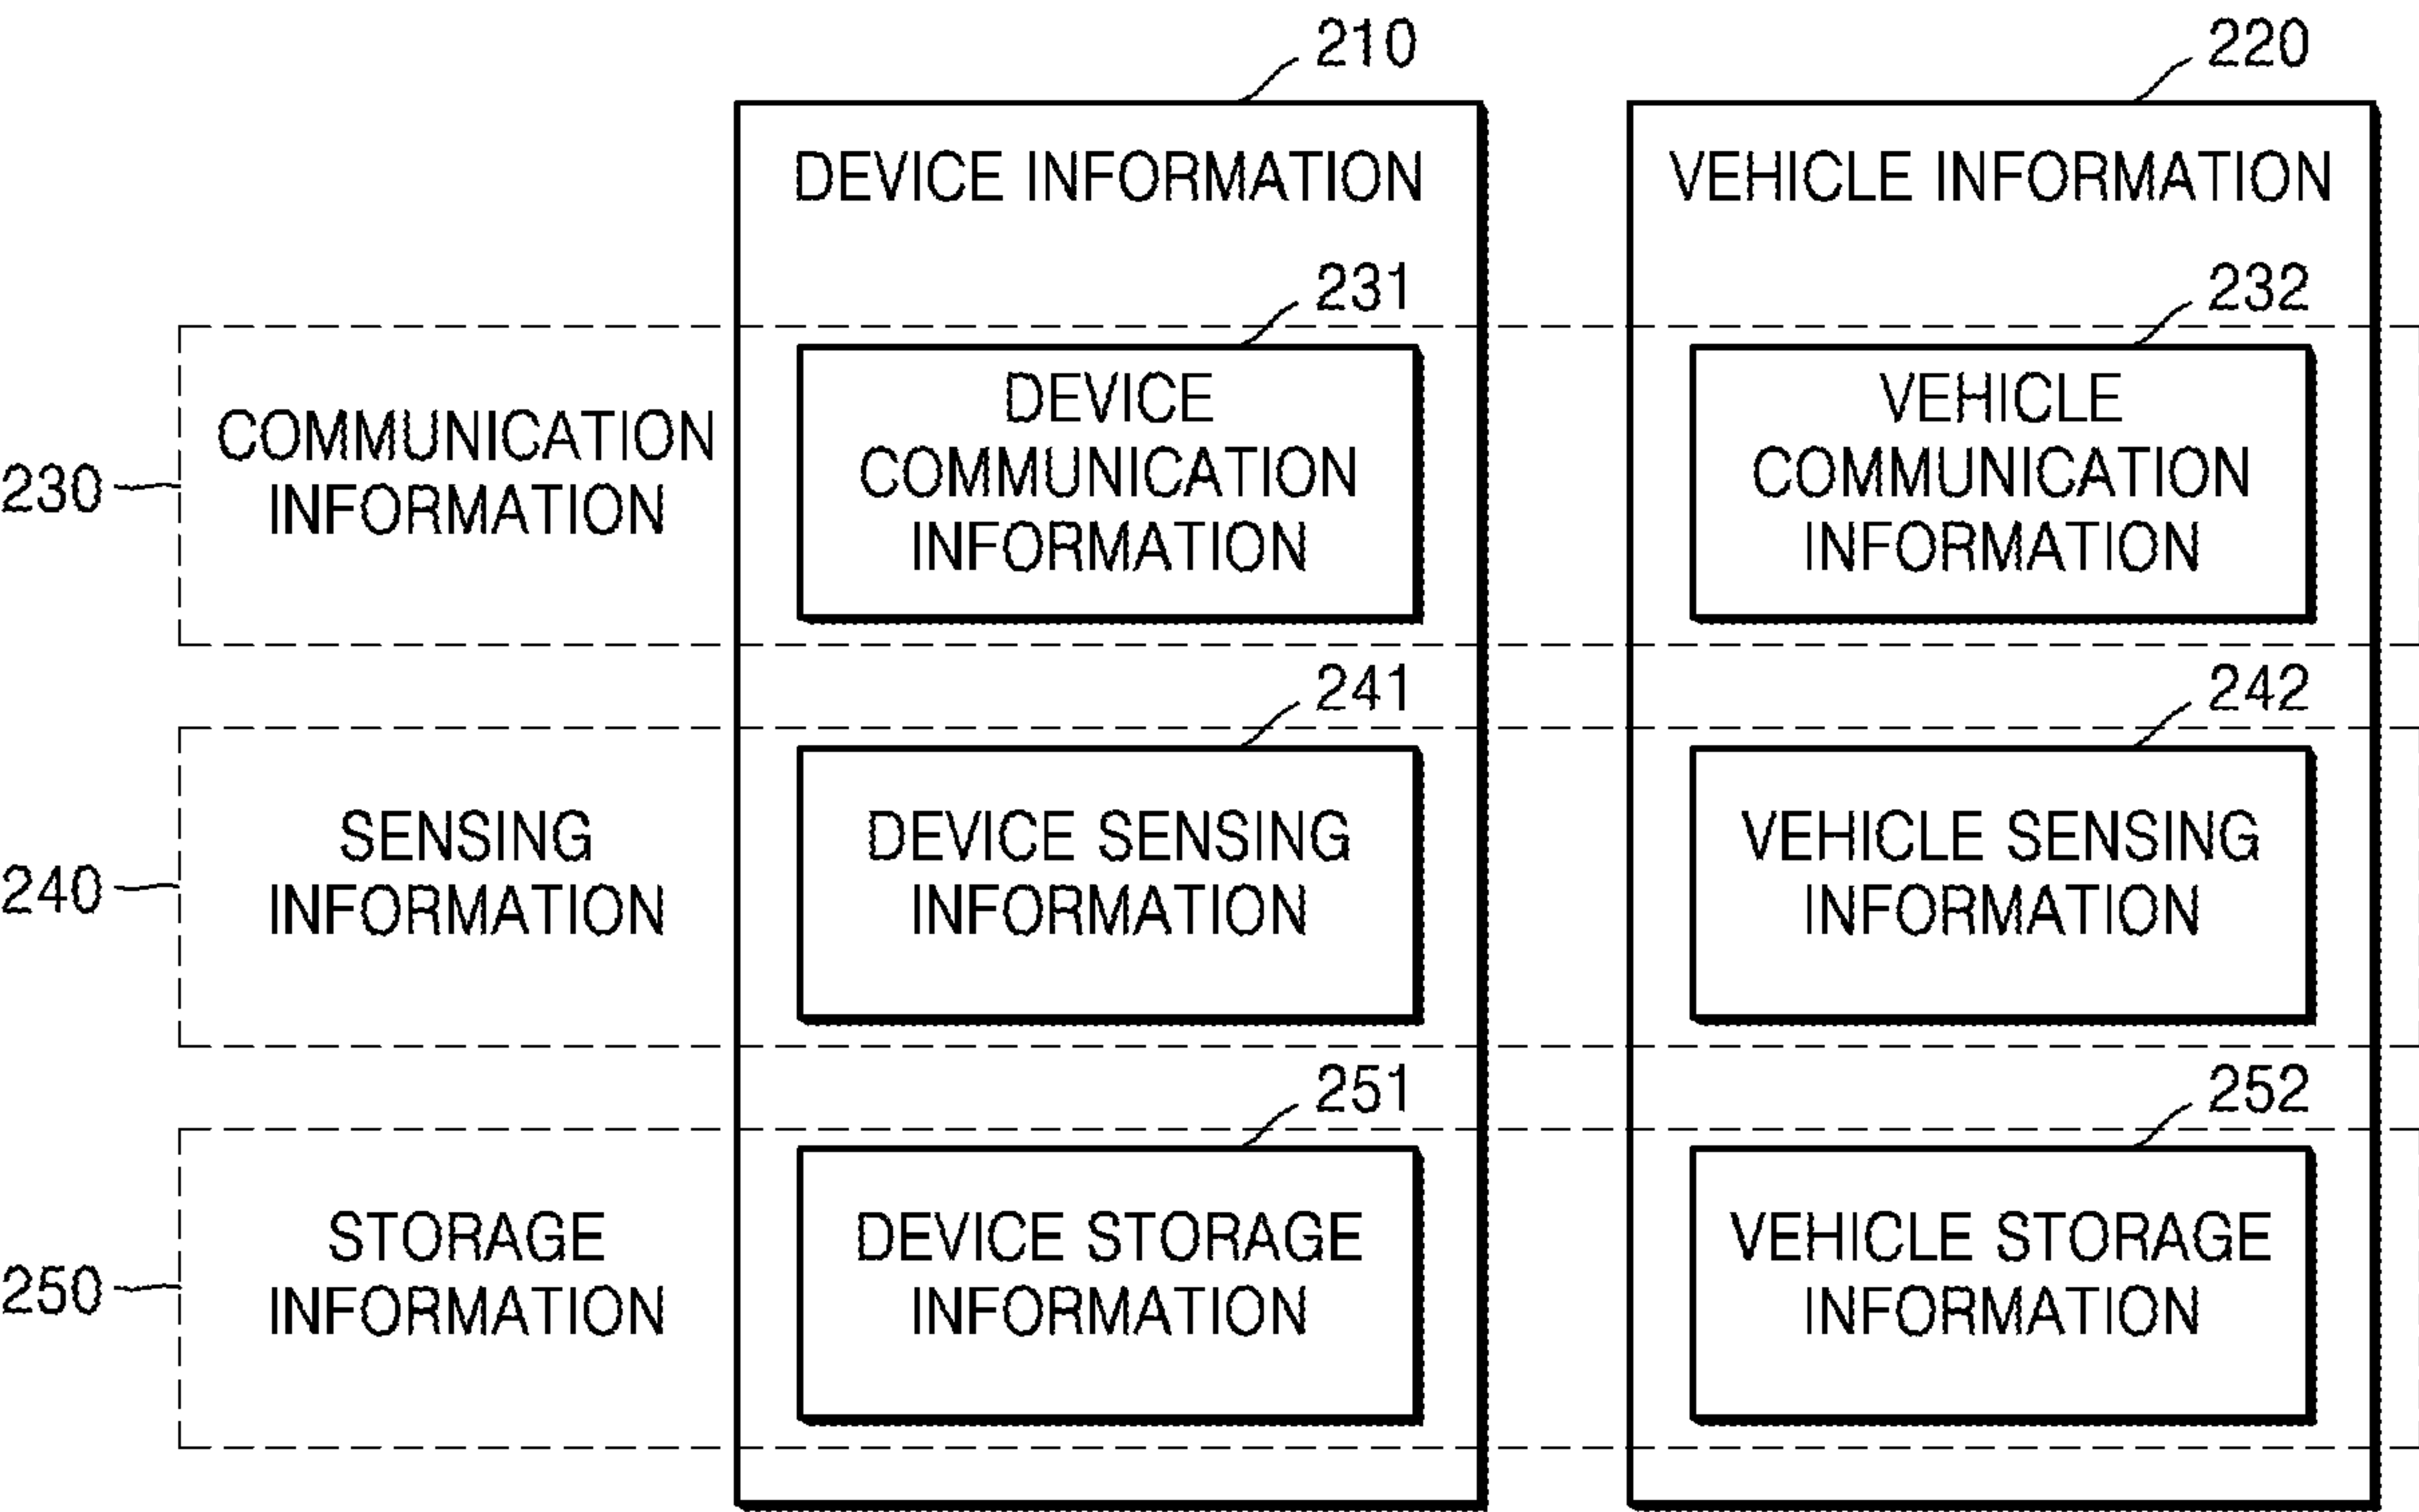 210
220
DEVICE INFORMATION
VEHICLE INFORMATION
231
232
230
COMMUNICATION
INFORMATION
DEVICE
COMMUNICATION
INFORMATION
VEHICLE
COMMUNICATION
INFORMATION
241
242
240
SENSING
INFORMATION
DEVICE SENSING
INFORMATION
VEHICLE SENSING
INFORMATION
251
252
250
STORAGE
INFORMATION
DEVICE STORAGE
INFORMATION
VEHICLE STORAGE
INFORMATION